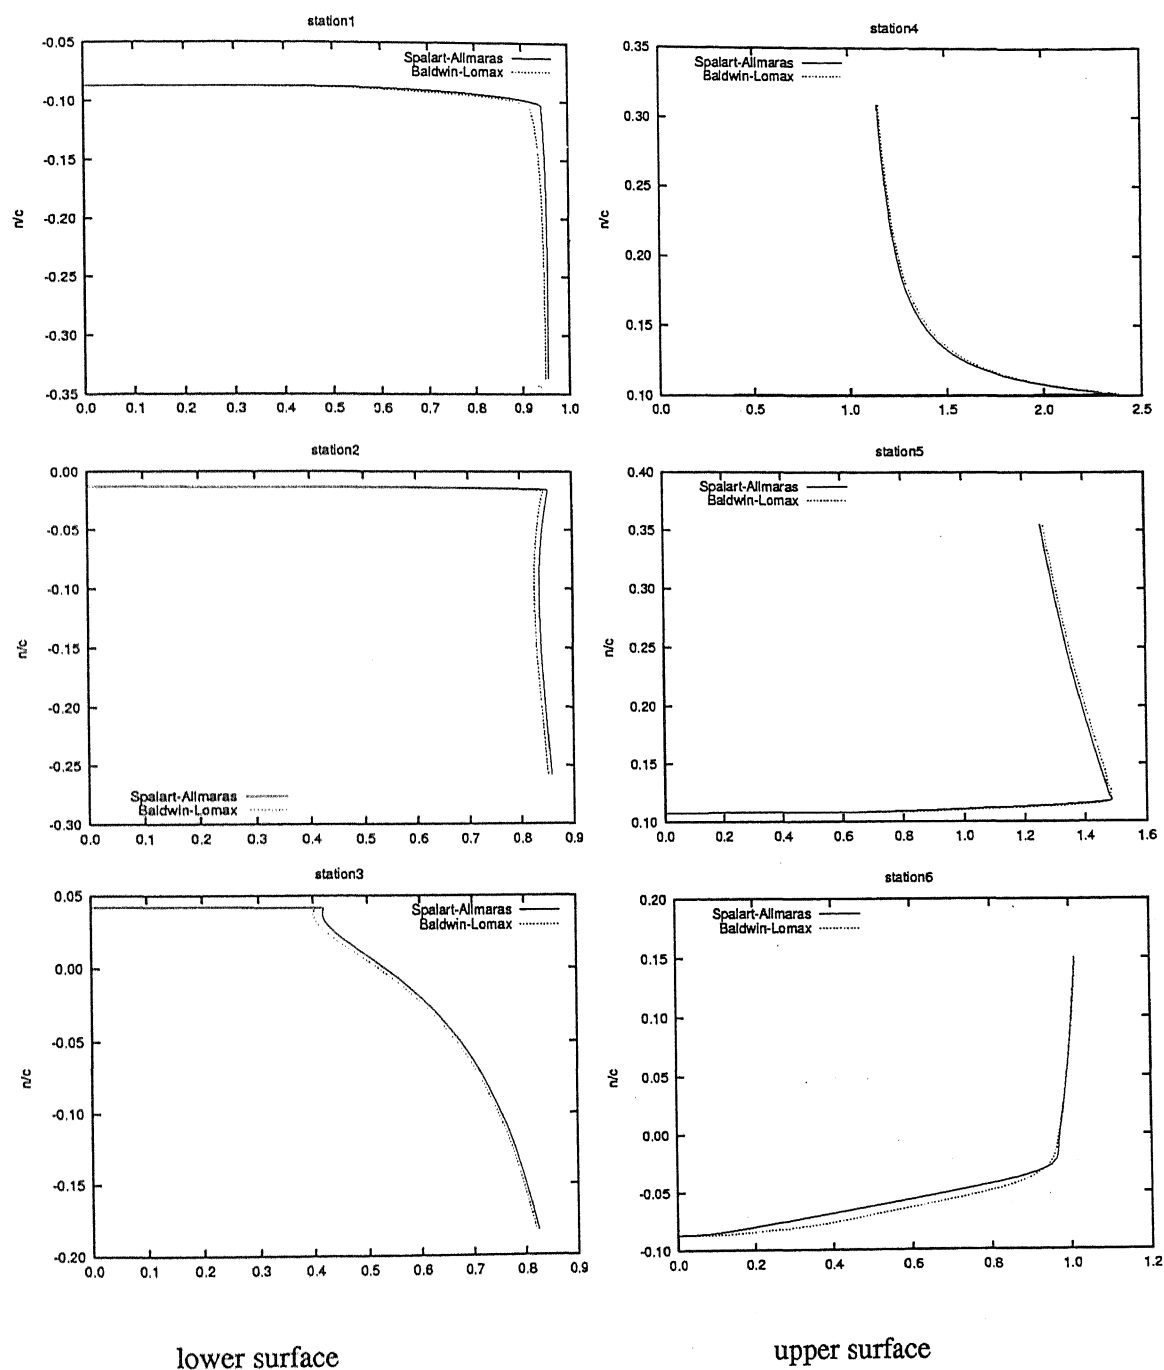 station1
Spalart-Allmaras
Baldwin-Lomax
n/c
-0.05
-0.10
-0.15
-0.20
-0.25
-0.30
-0.35
0.0 0.1 0.2 0.3 0.4 0.5 0.6 0.7 0.8 0.9 1.0
station4
Spalart-Allmaras
Baldwin-Lomax
n/c
0.35
0.30
0.25
0.20
0.15
0.10
0.0 0.5 1.0 1.5 2.0 2.5
station2
Spalart-Allmaras
Baldwin-Lomax
n/c
0.00
-0.05
-0.10
-0.15
-0.20
-0.25
-0.30
0.0 0.1 0.2 0.3 0.4 0.5 0.6 0.7 0.8 0.9
station5
Spalart-Allmaras
Baldwin-Lomax
n/c
0.40
0.35
0.30
0.25
0.20
0.15
0.10
0.0 0.2 0.4 0.6 0.8 1.0 1.2 1.4 1.6
station3
Spalart-Allmaras
Baldwin-Lomax
n/c
0.05
0.00
-0.05
-0.10
-0.15
-0.20
0.0 0.1 0.2 0.3 0.4 0.5 0.6 0.7 0.8 0.9
station6
Spalart-Allmaras
Baldwin-Lomax
n/c
0.20
0.15
0.10
0.05
0.00
-0.05
-0.10
0.0 0.2 0.4 0.6 0.8 1.0 1.2
lower surface
upper surface